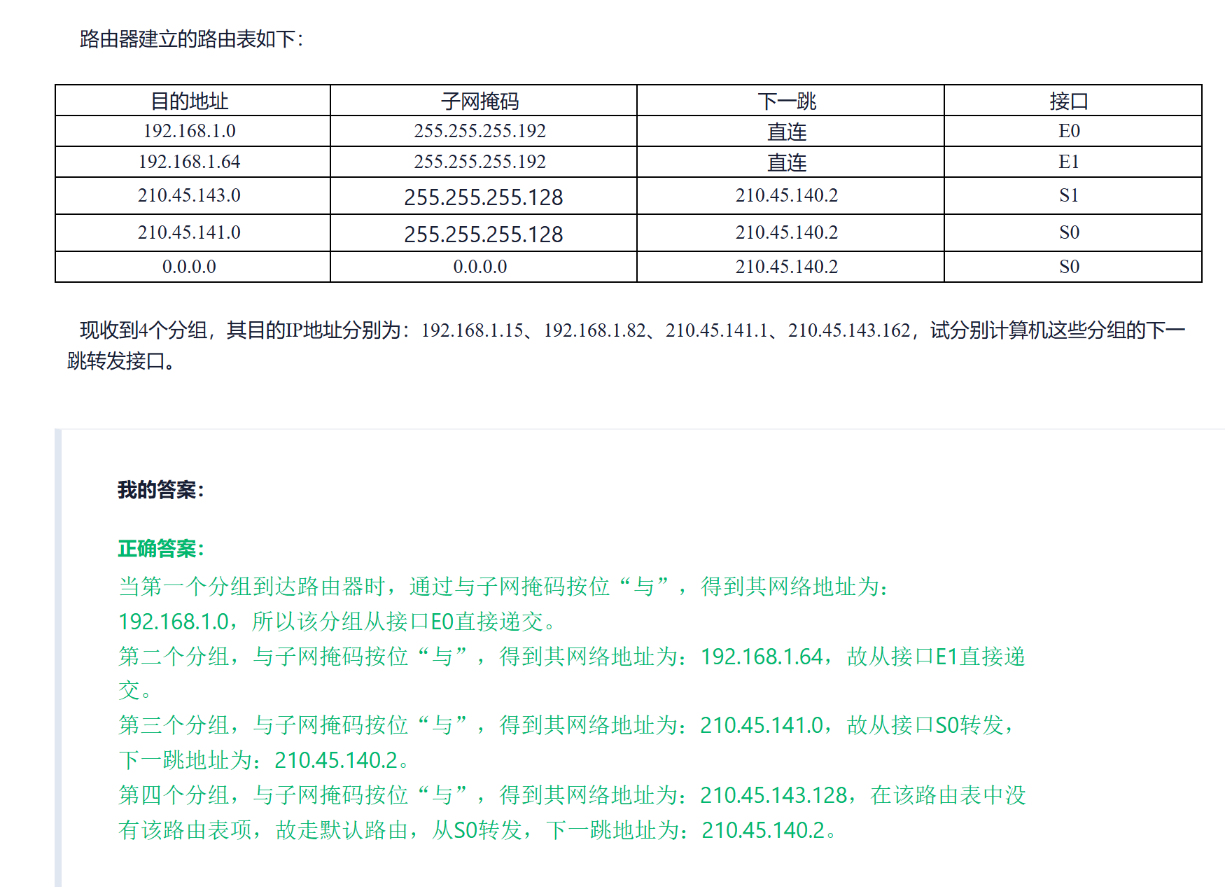 路由器建立的路由表如下：
目的地址 子网掩码 下一跳 接口
192.168.1.0 255.255.255.192 直连 E0
192.168.1.64 255.255.255.192 直连 E1
210.45.143.0 255.255.255.128 210.45.140.2 S1
210.45.141.0 255.255.255.128 210.45.140.2 S0
0.0.0.0 0.0.0.0 210.45.140.2 S0
现收到4个分组，其目的IP地址分别为：192.168.1.15、192.168.1.82、210.45.141.1、210.45.143.162，试分别计算机这些分组的下一
跳转发接口。
我的答案：
正确答案：
当第一个分组到达路由器时，通过与子网掩码按位“与”，得到其网络地址为：
192.168.1.0，所以该分组从接口E0直接递交。
第二个分组，与子网掩码按位“与”，得到其网络地址为：192.168.1.64，故从接口E1直接递
交。
第三个分组，与子网掩码按位“与”，得到其网络地址为：210.45.141.0，故从接口S0转发，
下一跳地址为：210.45.140.2。
第四个分组，与子网掩码按位“与”，得到其网络地址为：210.45.143.128，在该路由表中没
有该路由表项，故走默认路由，从S0转发，下一跳地址为：210.45.140.2。